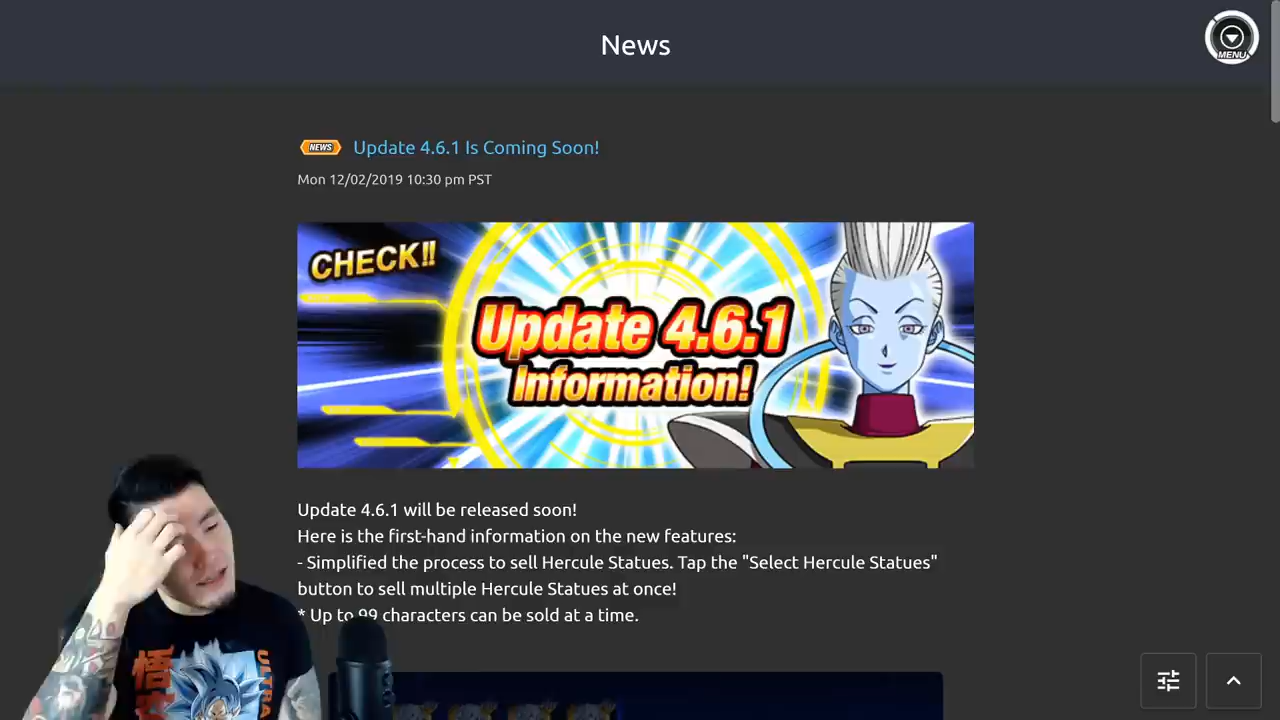 News
MENU
NEWS Update 4.6.1 Is Coming Soon!
Mon 12/02/2019 10:30 pm PST
CHECK!!
Update 4.6.1
Information!
Update 4.6.1 will be released soon!
Here is the first-hand information on the new features:
- Simplified the process to sell Hercule Statues. Tap the "Select Hercule Statues"
button to sell multiple Hercule Statues at once!
* Up to 99 characters can be sold at a time.
悟
ULTRA